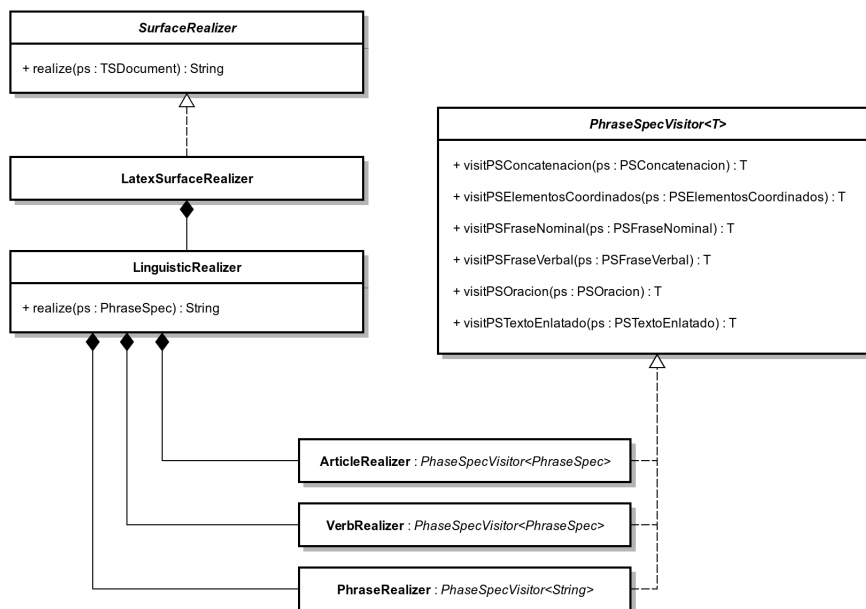 SurfaceRealizer
+ realize(ps : TSDocument) : String
LatexSurfaceRealizer
LinguisticRealizer
+ realize(ps : PhraseSpec) : String
PhraseSpecVisitor<T>
+ visitPSConcatenacion(ps : PSConcatenacion) : T
+ visitPSElementosCoordinados(ps : PSElementosCoordinados) : T
+ visitPSFraseNominal(ps : PSFraseNominal) : T
+ visitPSFraseVerbal(ps : PSFraseVerbal) : T
+ visitPSOracion(ps : PSOracion) : T
+ visitPSTextoEnlatado(ps : PSTextoEnlatado) : T
ArticleRealizer : PhaseSpecVisitor<PhraseSpec>
VerbRealizer : PhaseSpecVisitor<PhraseSpec>
PhraseRealizer : PhaseSpecVisitor<String>